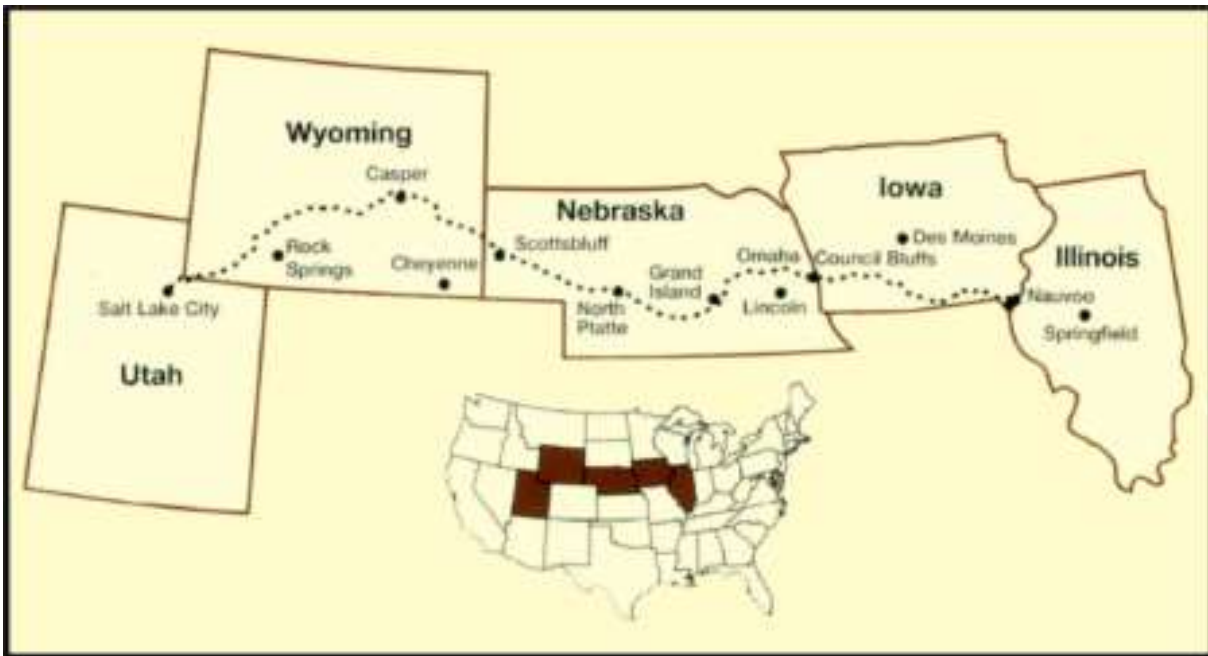 Wyoming
Casper
Rock
Springs
Cheyenne
Salt Lake City
Utah
Nebraska
Scottsbluff
North
Platte
Grand
Island
Omaha
Lincoln
Iowa
Council Bluffs
Des Moines
Illinois
Nauvoo
Springfield